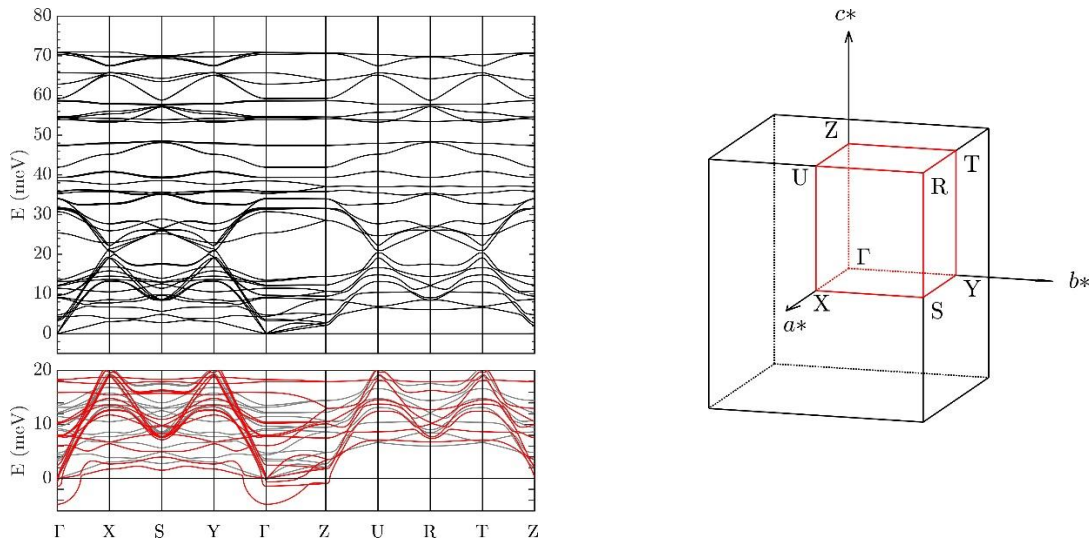 80
70
60
50
40
30
20
10
0
E (meV)
20
10
0
E (meV)
Γ X S Y Γ Z U R T Z
c*
Z
T
U
R
Γ
b*
Y
X
S
a*